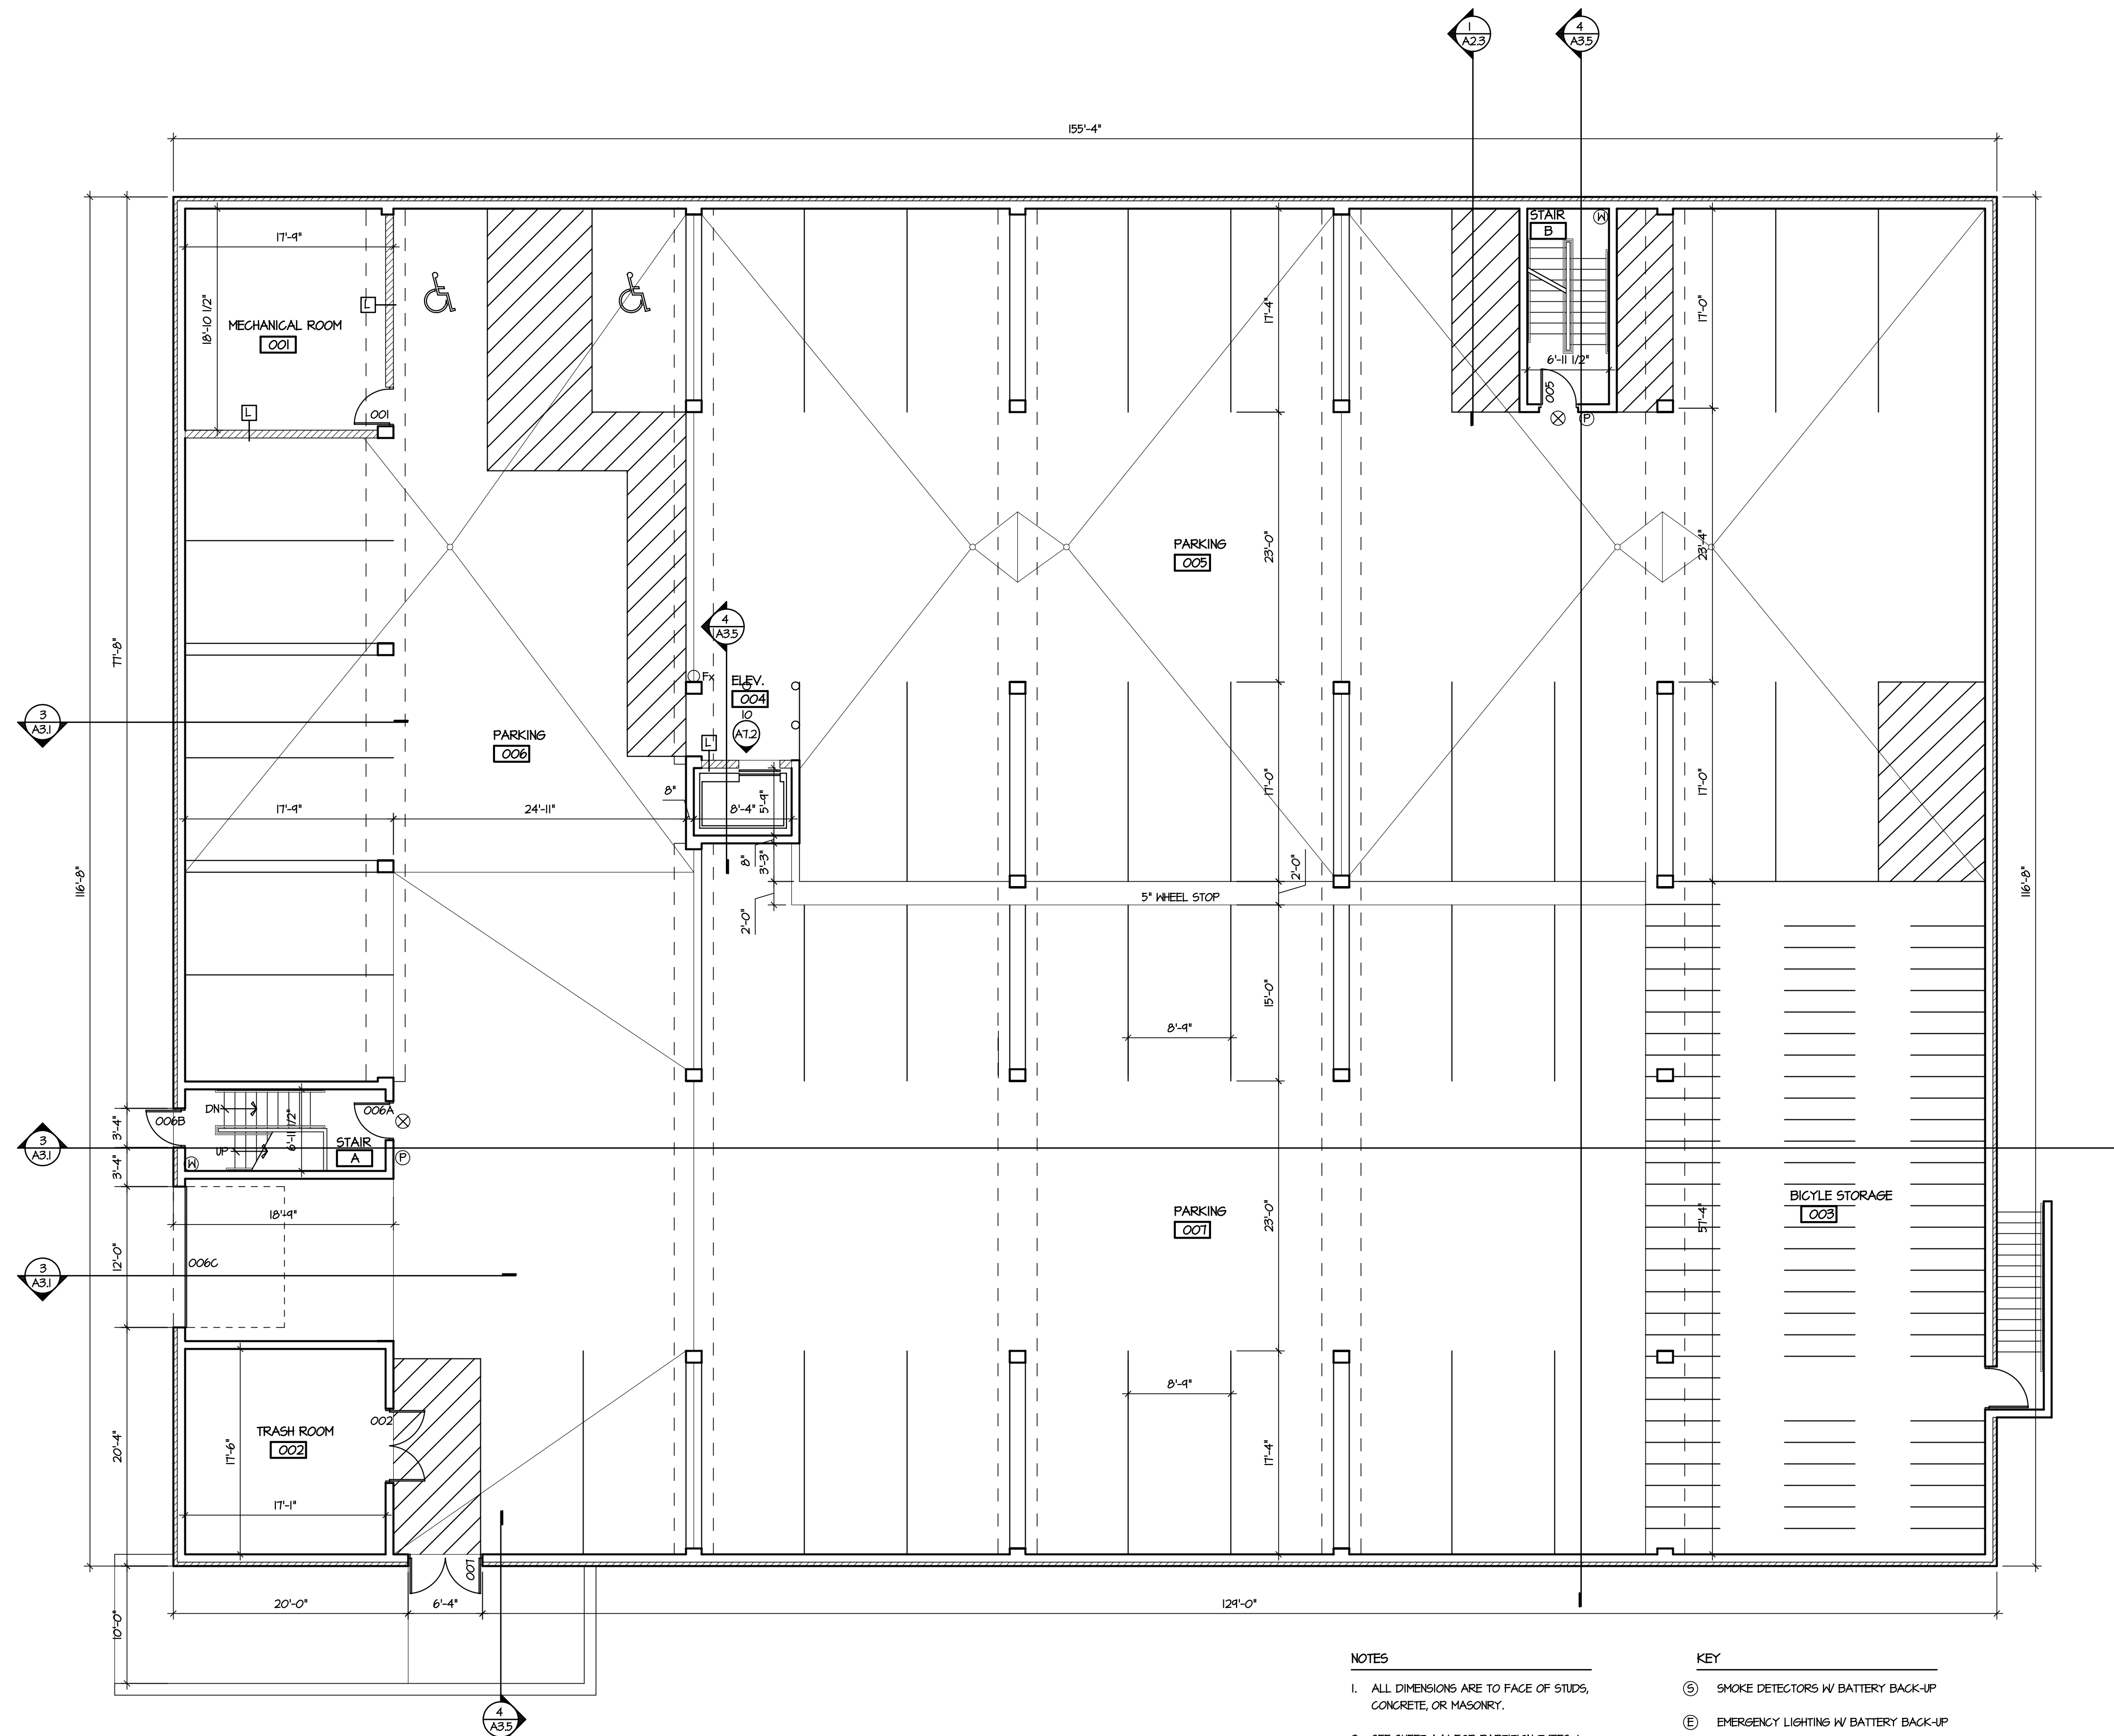 1
A2.3
4
A3.5
155'-4"
17'-9"
18'-10 1/2"
MECHANICAL ROOM
001
L
L
001
STAIR
B
W
17'-4"
17'-0"
6'-11 1/2"
005
P
77'-8"
116'-8"
PARKING
005
23'-0"
23'-4"
4
A3.5
Fx
ELEV.
004
10
A7.2
L
3
A3.1
PARKING
006
17'-9"
24'-11"
8"
8'-4"
5'-9"
17'-0"
17'-0"
8"
3'-3"
2'-0"
2'-0"
5" WHEEL STOP
116'-8"
15'-0"
8'-9"
DN
006B
006A
3'-4"
6'-11 1/2"
UP
STAIR
A
W
P
3
A3.1
3'-4"
18'-9"
12'-0"
006C
PARKING
007
23'-0"
57'-4"
BICYLE STORAGE
003
3
A3.1
8'-9"
20'-4"
TRASH ROOM
002
002
17'-6"
17'-1"
17'-4"
007
20'-0"
6'-4"
129'-0"
10'-0"
4
A3.5
NOTES
1. ALL DIMENSIONS ARE TO FACE OF STUDS,
CONCRETE, OR MASONRY.
KEY
S SMOKE DETECTORS W/ BATTERY BACK-UP
E EMERGENCY LIGHTING W/ BATTERY BACK-UP